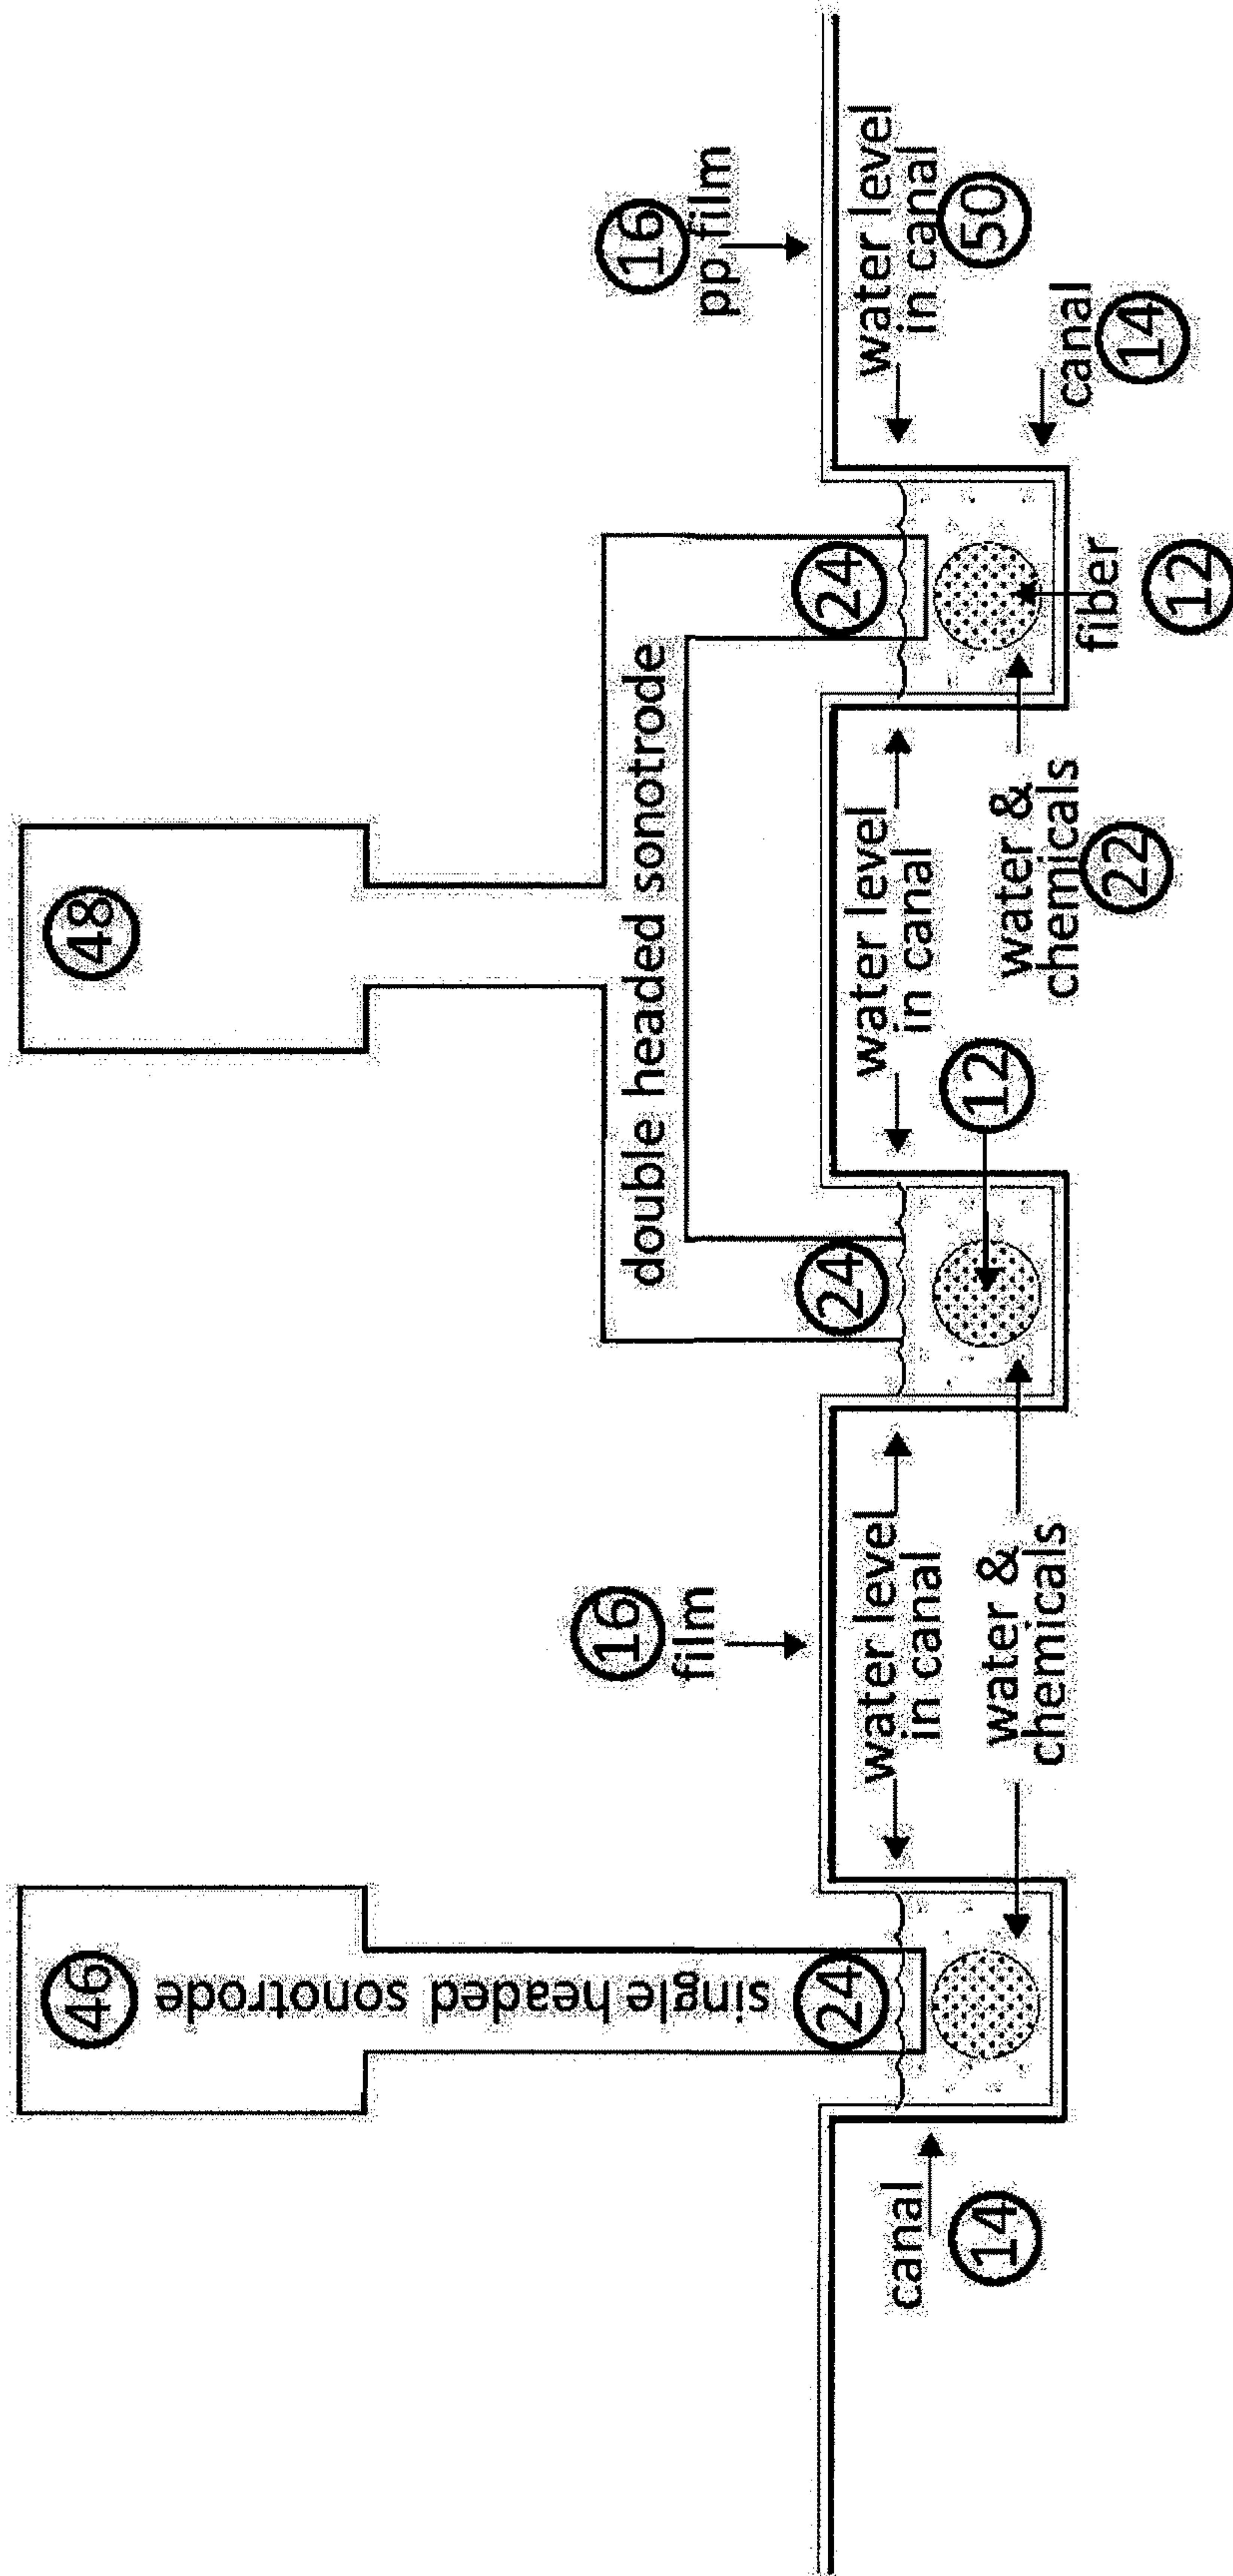 46
single headed sonotrode
24
canal
14
16
film
water level
in canal
water &
chemicals
48
double headed sonotrode
24
24
12
water level
in canal
water &
chemicals
22
16
pp film
water level
in canal
50
canal
14
fiber
12